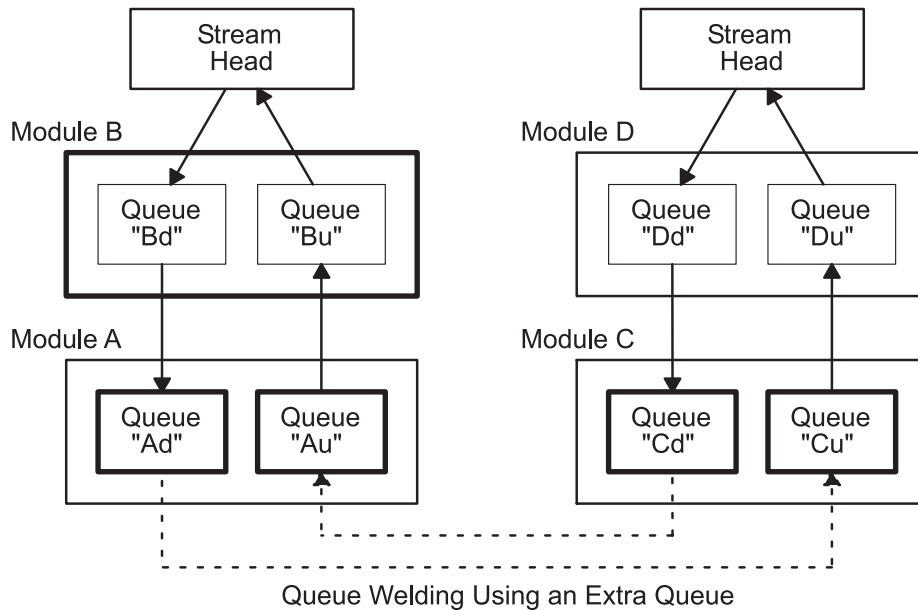 Stream
Head
Stream
Head
Module B
Module D
Queue
"Bd"
Queue
"Bu"
Queue
"Dd"
Queue
"Du"
Module A
Module C
Queue
"Ad"
Queue
"Au"
Queue
"Cd"
Queue
"Cu"
Queue Welding Using an Extra Queue